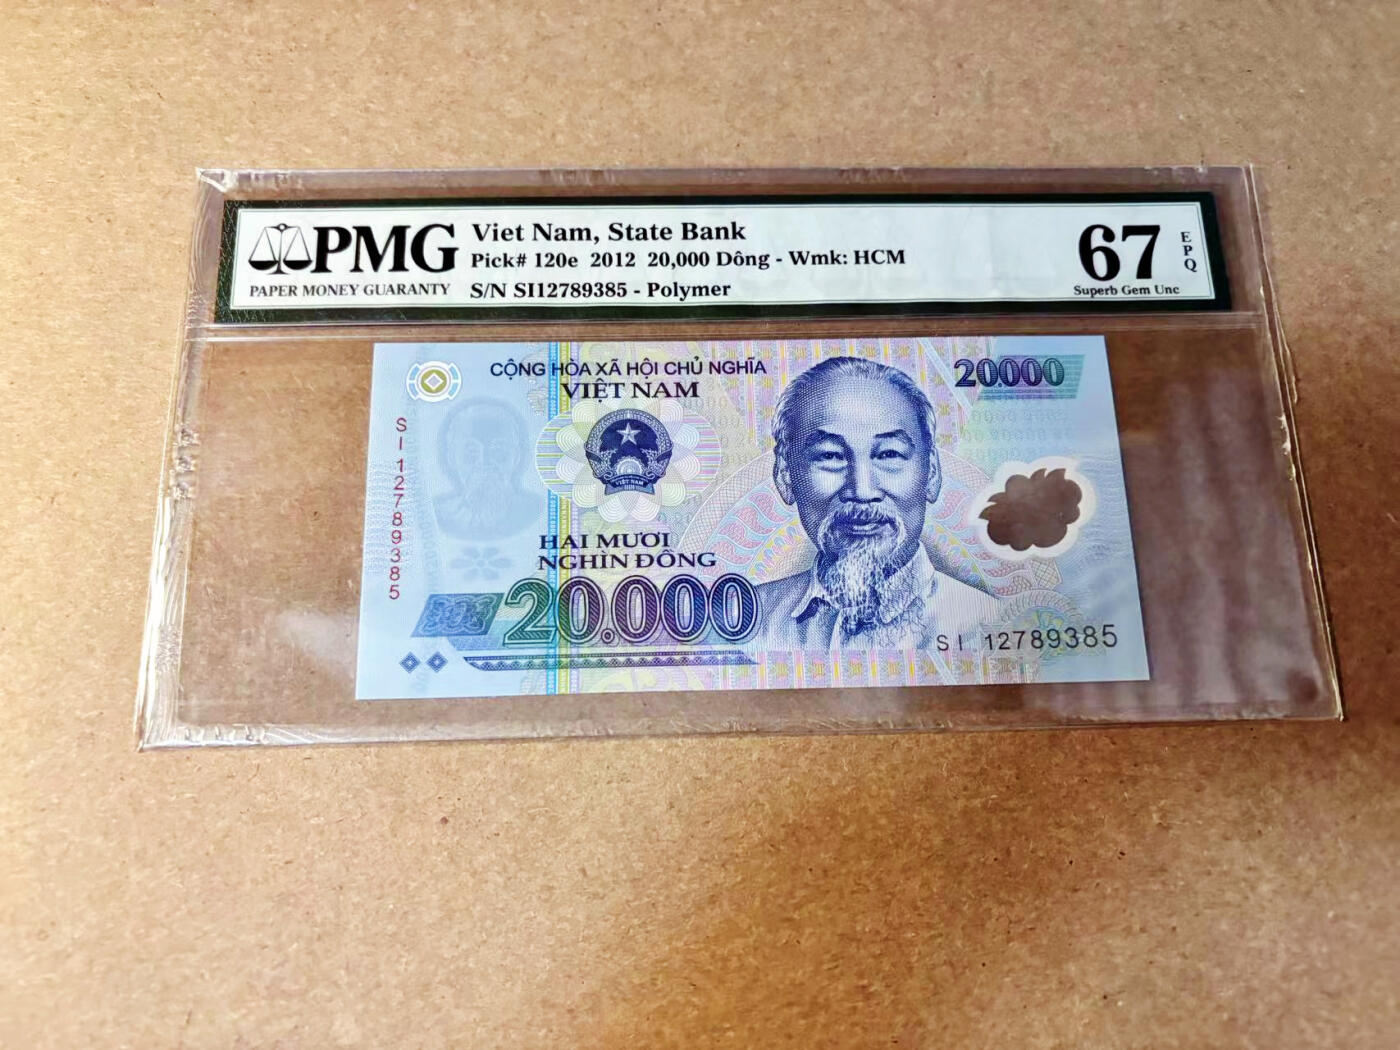 PMG
PAPER MONEY GUARANTY
Viet Nam, State Bank
Pick# 120e 2012 20,000 Dông - Wmk: HCM
S/N SI12789385 - Polymer
67
EPQ
Superb Gem Unc
CỘNG HÒA XÃ HỘI CHỦ NGHĨA
VIỆT NAM
20.000
SI 12789385
VIỆT NAM
HAI MƯƠI
NGHÌN ĐỒNG
20.000
SI 12789385